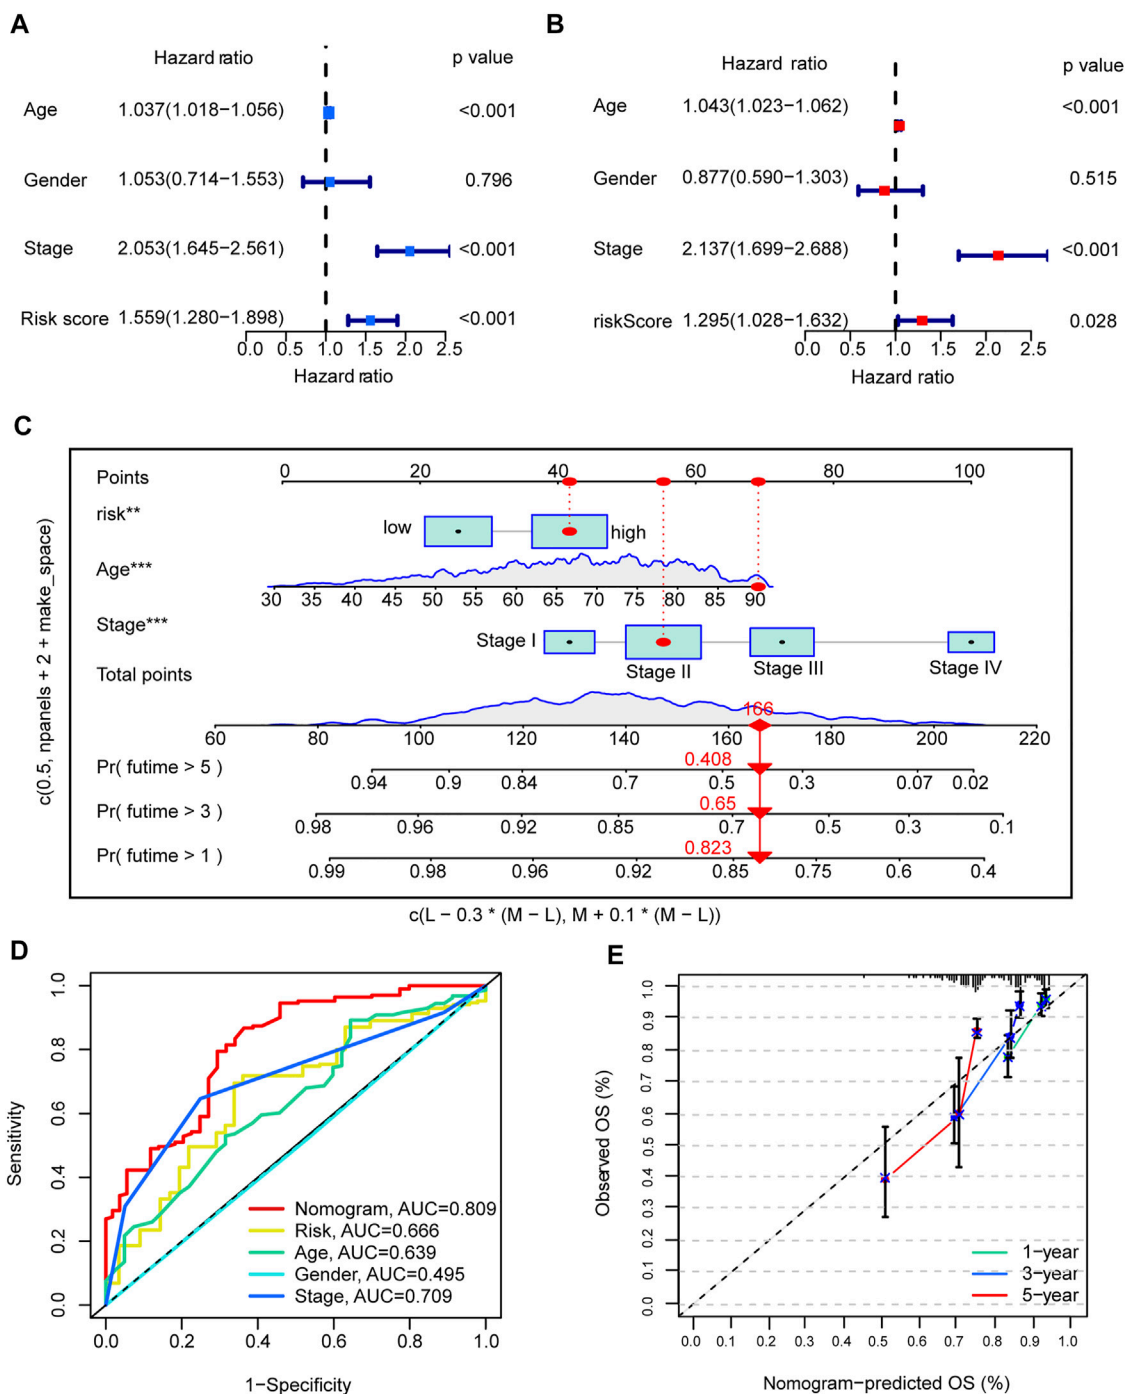 A
Hazard ratio p value
Age 1.037(1.018−1.056) <0.001
Gender 1.053(0.714−1.553) 0.796
Stage 2.053(1.645−2.561) <0.001
Risk score 1.559(1.280−1.898) <0.001
0.0 0.5 1.0 1.5 2.0 2.5
Hazard ratio
B
Hazard ratio p value
Age 1.043(1.023−1.062) <0.001
Gender 0.877(0.590−1.303) 0.515
Stage 2.137(1.699−2.688) <0.001
riskScore 1.295(1.028−1.632) 0.028
0.0 0.5 1.0 1.5 2.0 2.5
Hazard ratio
C
c(0.5, npanels + 2 + make_space)
Points 0 20 40 60 80 100
risk** low high
Age***
30 35 40 45 50 55 60 65 70 75 80 85 90
Stage*** Stage I Stage II Stage III Stage IV
Total points
166
60 80 100 120 140 160 180 200 220
Pr( futime > 5 ) 0.408
0.94 0.9 0.84 0.7 0.5 0.3 0.07 0.02
Pr( futime > 3 ) 0.65
0.98 0.96 0.92 0.85 0.7 0.5 0.3 0.1
Pr( futime > 1 ) 0.823
0.99 0.98 0.96 0.92 0.85 0.75 0.6 0.4
c(L − 0.3 * (M − L), M + 0.1 * (M − L))
D
Sensitivity
1.0
0.8
0.6
0.4
0.2
0.0
Nomogram, AUC=0.809
Risk, AUC=0.666
Age, AUC=0.639
Gender, AUC=0.495
Stage, AUC=0.709
0.0 0.2 0.4 0.6 0.8 1.0
1−Specificity
E
Observed OS (%)
1.0
0.9
0.8
0.7
0.6
0.5
0.4
0.3
0.2
0.1
0.0
1−year
3−year
5−year
0.0 0.1 0.2 0.3 0.4 0.5 0.6 0.7 0.8 0.9 1.0
Nomogram−predicted OS (%)